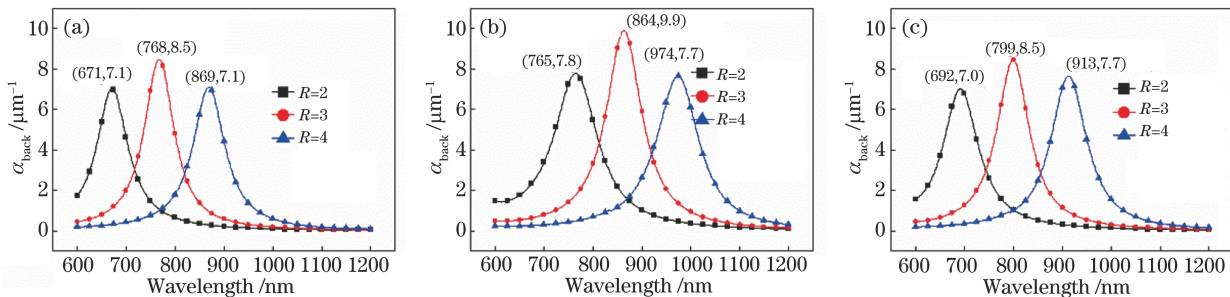 (a)
(768,8.5)
(671,7.1)
(869,7.1)
R=2
R=3
R=4
10
8
6
4
2
0
α_back /μm⁻¹
600 700 800 900 1000 1100 1200
Wavelength /nm
(b)
(864,9.9)
(765,7.8)
(974,7.7)
R=2
R=3
R=4
10
8
6
4
2
0
α_back /μm⁻¹
600 700 800 900 1000 1100 1200
Wavelength /nm
(c)
(799,8.5)
(692,7.0)
(913,7.7)
R=2
R=3
R=4
10
8
6
4
2
0
α_back /μm⁻¹
600 700 800 900 1000 1100 1200
Wavelength /nm